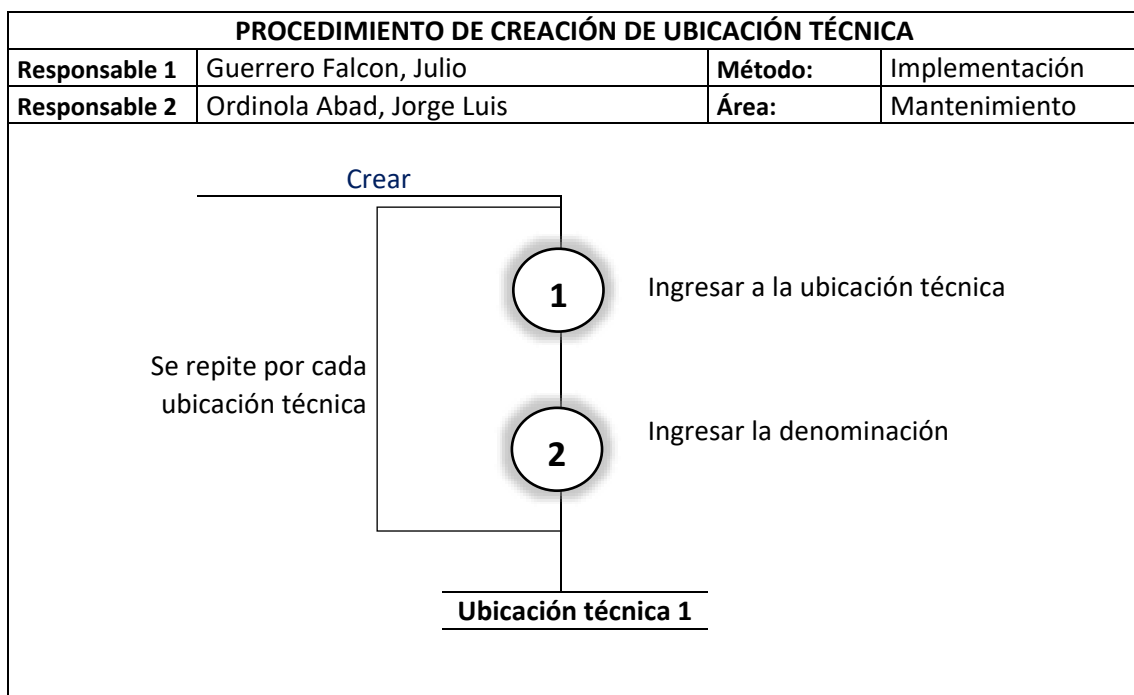 PROCEDIMIENTO DE CREACIÓN DE UBICACIÓN TÉCNICA
Responsable 1 Guerrero Falcon, Julio Método: Implementación
Responsable 2 Ordinola Abad, Jorge Luis Área: Mantenimiento
Crear
1 Ingresar a la ubicación técnica
Se repite por cada
ubicación técnica
2 Ingresar la denominación
Ubicación técnica 1